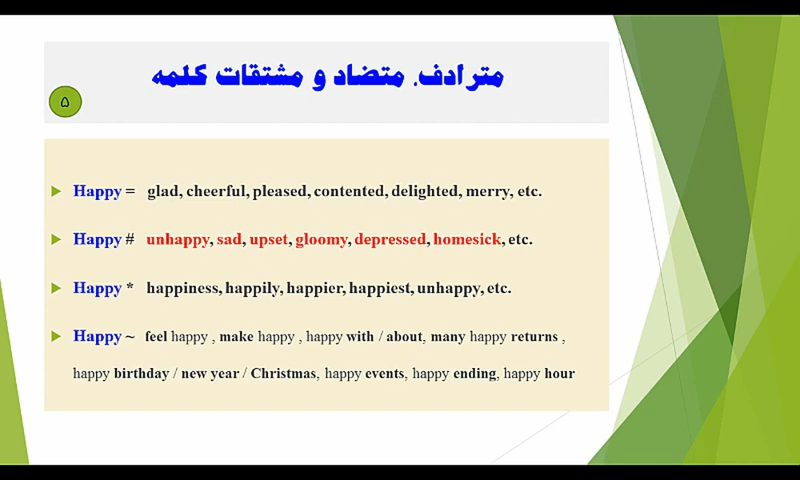 مترادف، متضاد و مشتقات کلمه
۵
Happy = glad, cheerful, pleased, contented, delighted, merry, etc.
Happy # unhappy, sad, upset, gloomy, depressed, homesick, etc.
Happy * happiness, happily, happier, happiest, unhappy, etc.
Happy ~ feel happy , make happy , happy with / about, many happy returns ,
happy birthday / new year / Christmas, happy events, happy ending, happy hour